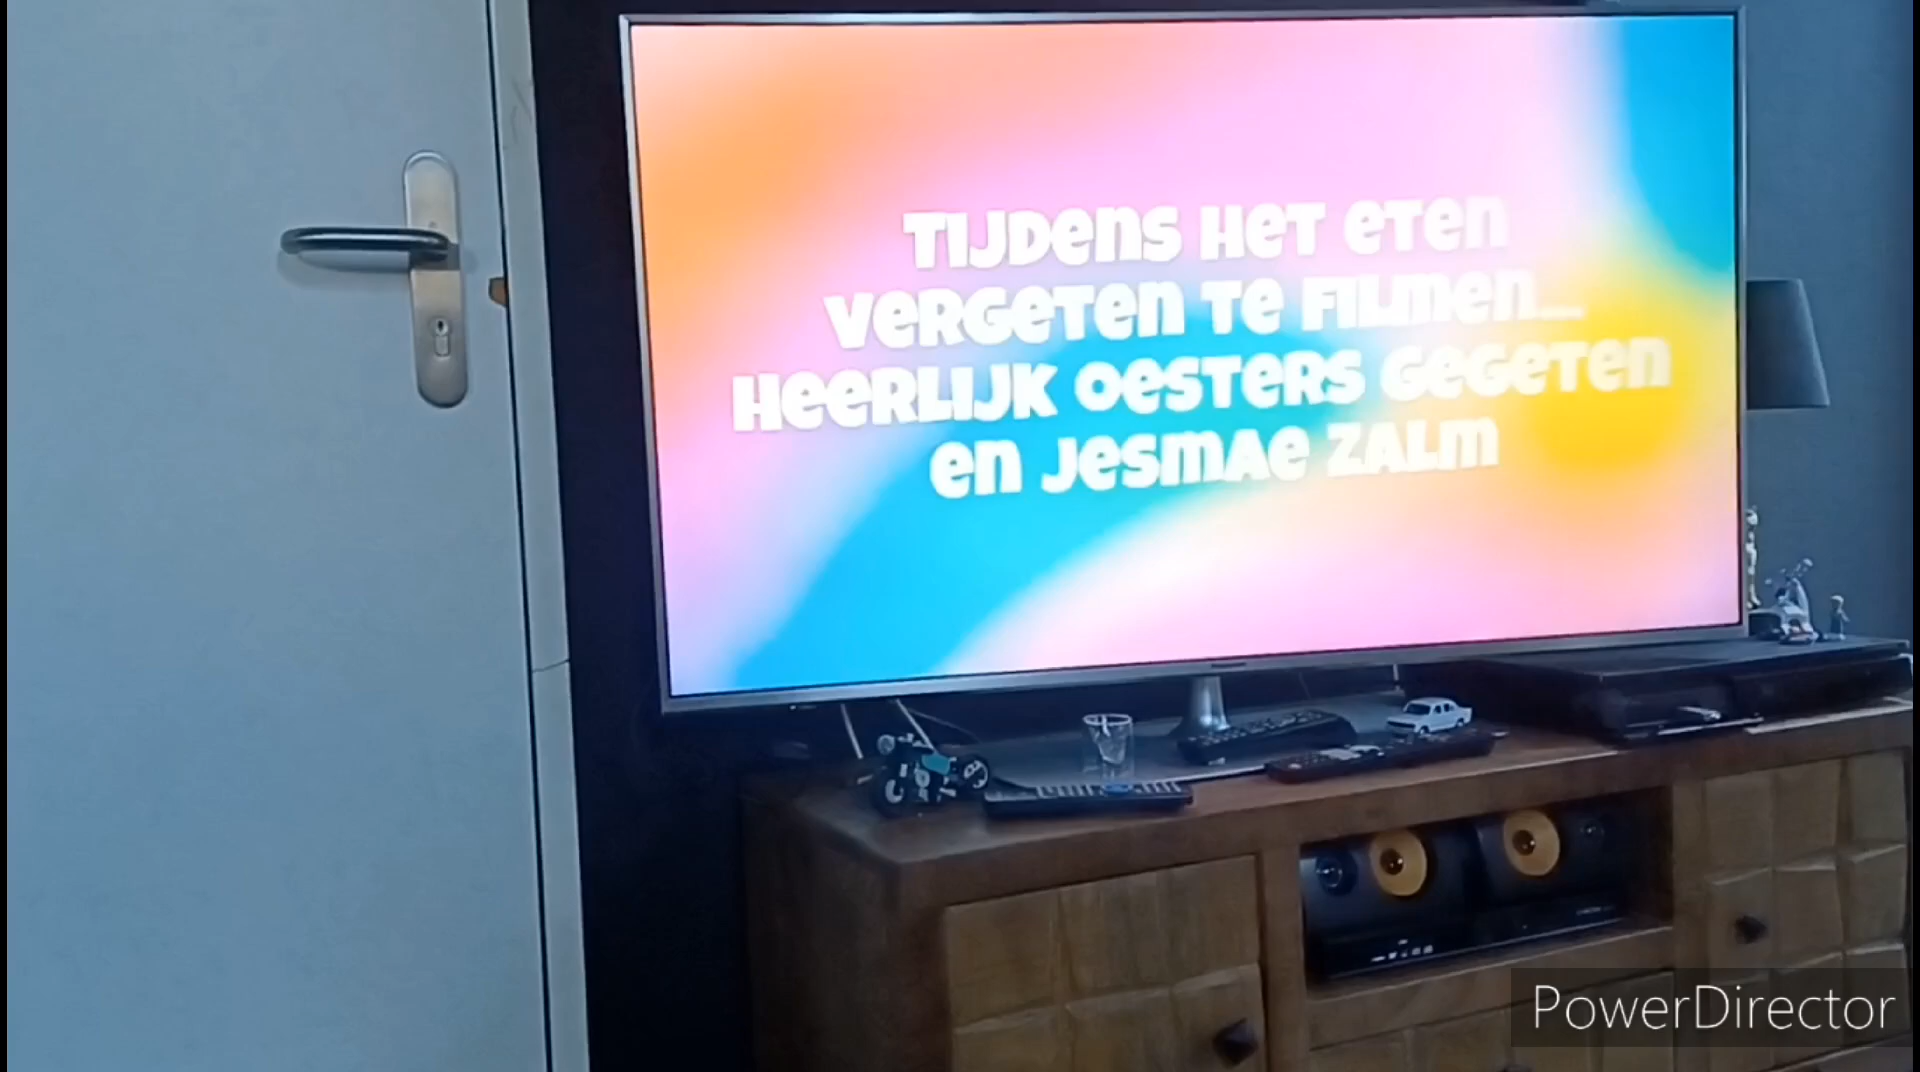 TIJDENS HET ETEN
VERGETEN TE FILMEN....
HEERLIJK OESTERS GEGETEN
EN JESMAE ZALM
PowerDirector